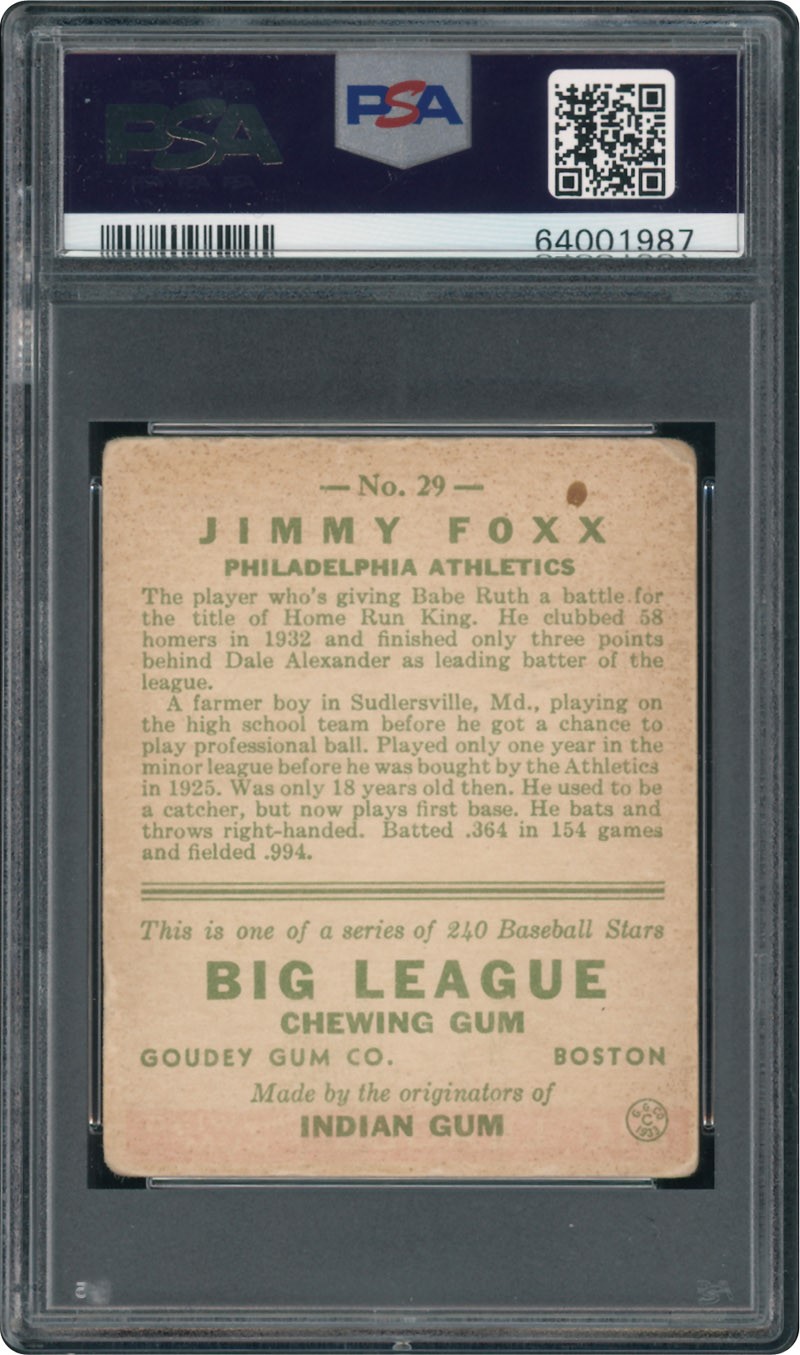 PSA
PSA
64001987
— No. 29 —
JIMMY FOXX
PHILADELPHIA ATHLETICS
The player who's giving Babe Ruth a battle for
the title of Home Run King. He clubbed 58
homers in 1932 and finished only three points
behind Dale Alexander as leading batter of the
league.
A farmer boy in Sudlersville, Md., playing on
the high school team before he got a chance to
play professional ball. Played only one year in the
minor league before he was bought by the Athletics
in 1925. Was only 18 years old then. He used to be
a catcher, but now plays first base. He bats and
throws right-handed. Batted .364 in 154 games
and fielded .994.
This is one of a series of 240 Baseball Stars
BIG LEAGUE
CHEWING GUM
GOUDEY GUM CO. BOSTON
Made by the originators of
INDIAN GUM
G. G. CO
C
1933
PSA